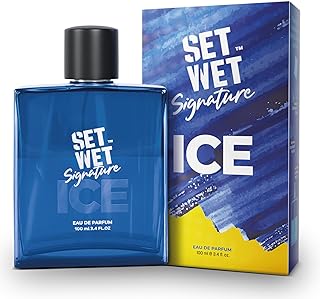 SET
WET
Signature
ICE
EAU DE PARFUM
100 ml 3.4 FL.OZ
SET™
WET
Signature
ICE
EAU DE PARFUM
100 ml 3.4 fl. oz.